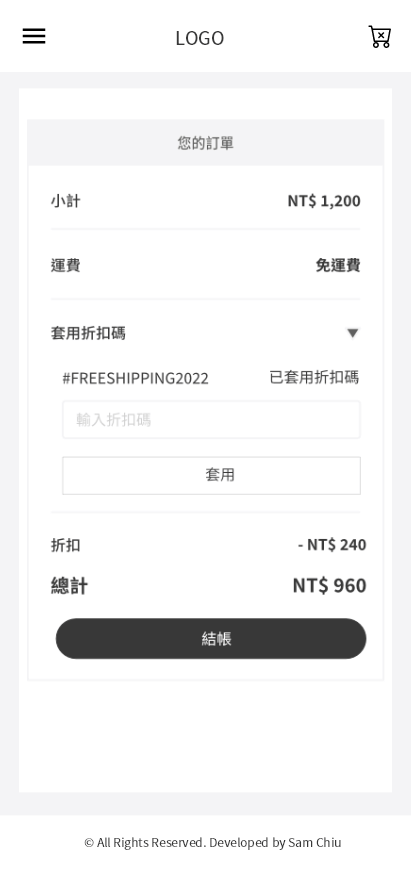 LOGO
您的訂單
小計 NT$ 1,200
運費 免運費
套用折扣碼
#FREESHIPPING2022 已套用折扣碼
輸入折扣碼
套用
折扣 - NT$ 240
總計 NT$ 960
結帳
© All Rights Reserved. Developed by Sam Chiu